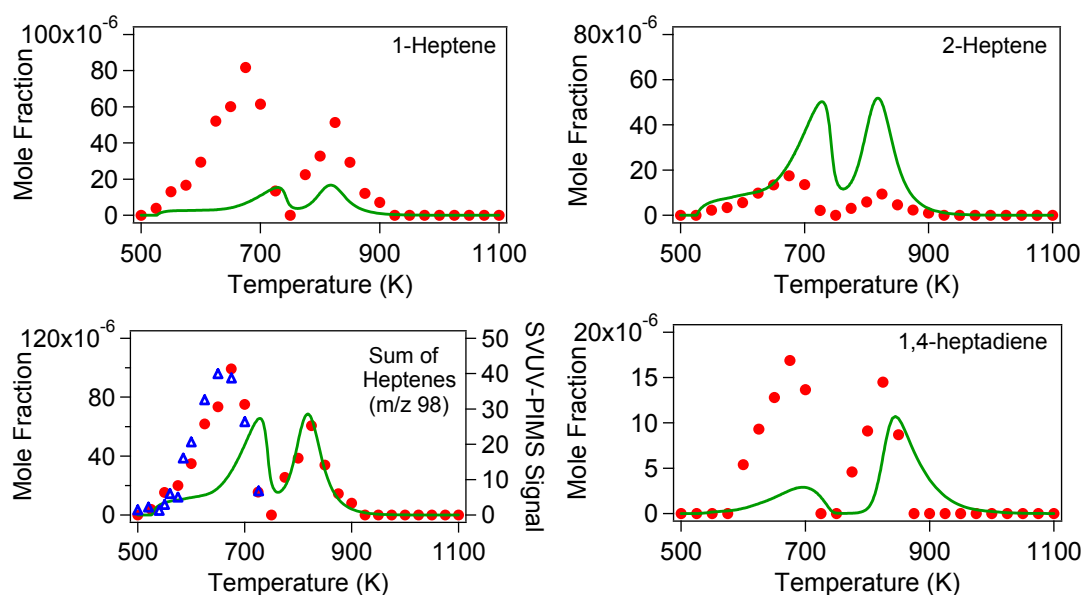 1-Heptene
100x10-6
80
60
40
20
0
Mole Fraction
500
700
900
1100
Temperature (K)
2-Heptene
80x10-6
60
40
20
0
Mole Fraction
500
700
900
1100
Temperature (K)
Sum of
Heptenes
(m/z 98)
120x10-6
80
40
0
Mole Fraction
50
40
30
20
10
0
SVUV-PIMS Signal
500
700
900
1100
Temperature (K)
1,4-heptadiene
20x10-6
15
10
5
0
Mole Fraction
500
700
900
1100
Temperature (K)